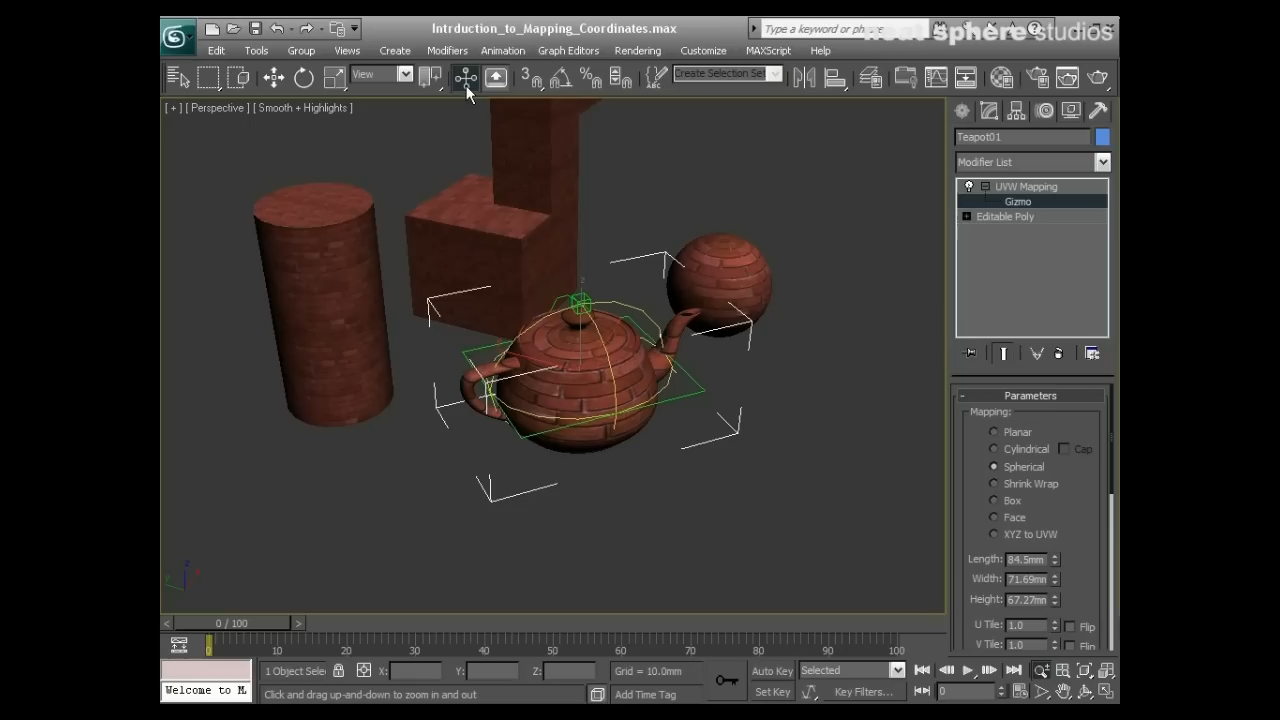 Intrduction_to_Mapping_Coordinates.max
Type a keyword or phrase
sphere studios
Edit Tools Group Views Create Modifiers Animation Graph Editors Rendering Customize MAXScript Help
View
3
%
ABC
Create Selection Set
[ + ] [ Perspective ] [ Smooth + Highlights ]
Teapot01
Modifier List
UVW Mapping
Gizmo
Editable Poly
Parameters
Mapping:
Planar
Cylindrical Cap
Spherical
Shrink Wrap
Box
Face
XYZ to UVW
Length: 84.5mm
Width: 71.69mm
Height: 67.27mm
U Tile: 1.0 Flip
V Tile: 1.0 Flip
z
< 0 / 100 >
0 10 20 30 40 50 60 70 80 90 100
1 Object Sele X: Y: Z: Grid = 10.0mm Auto Key Selected
Welcome to M Click and drag up-and-down to zoom in and out Add Time Tag Set Key Key Filters... 0